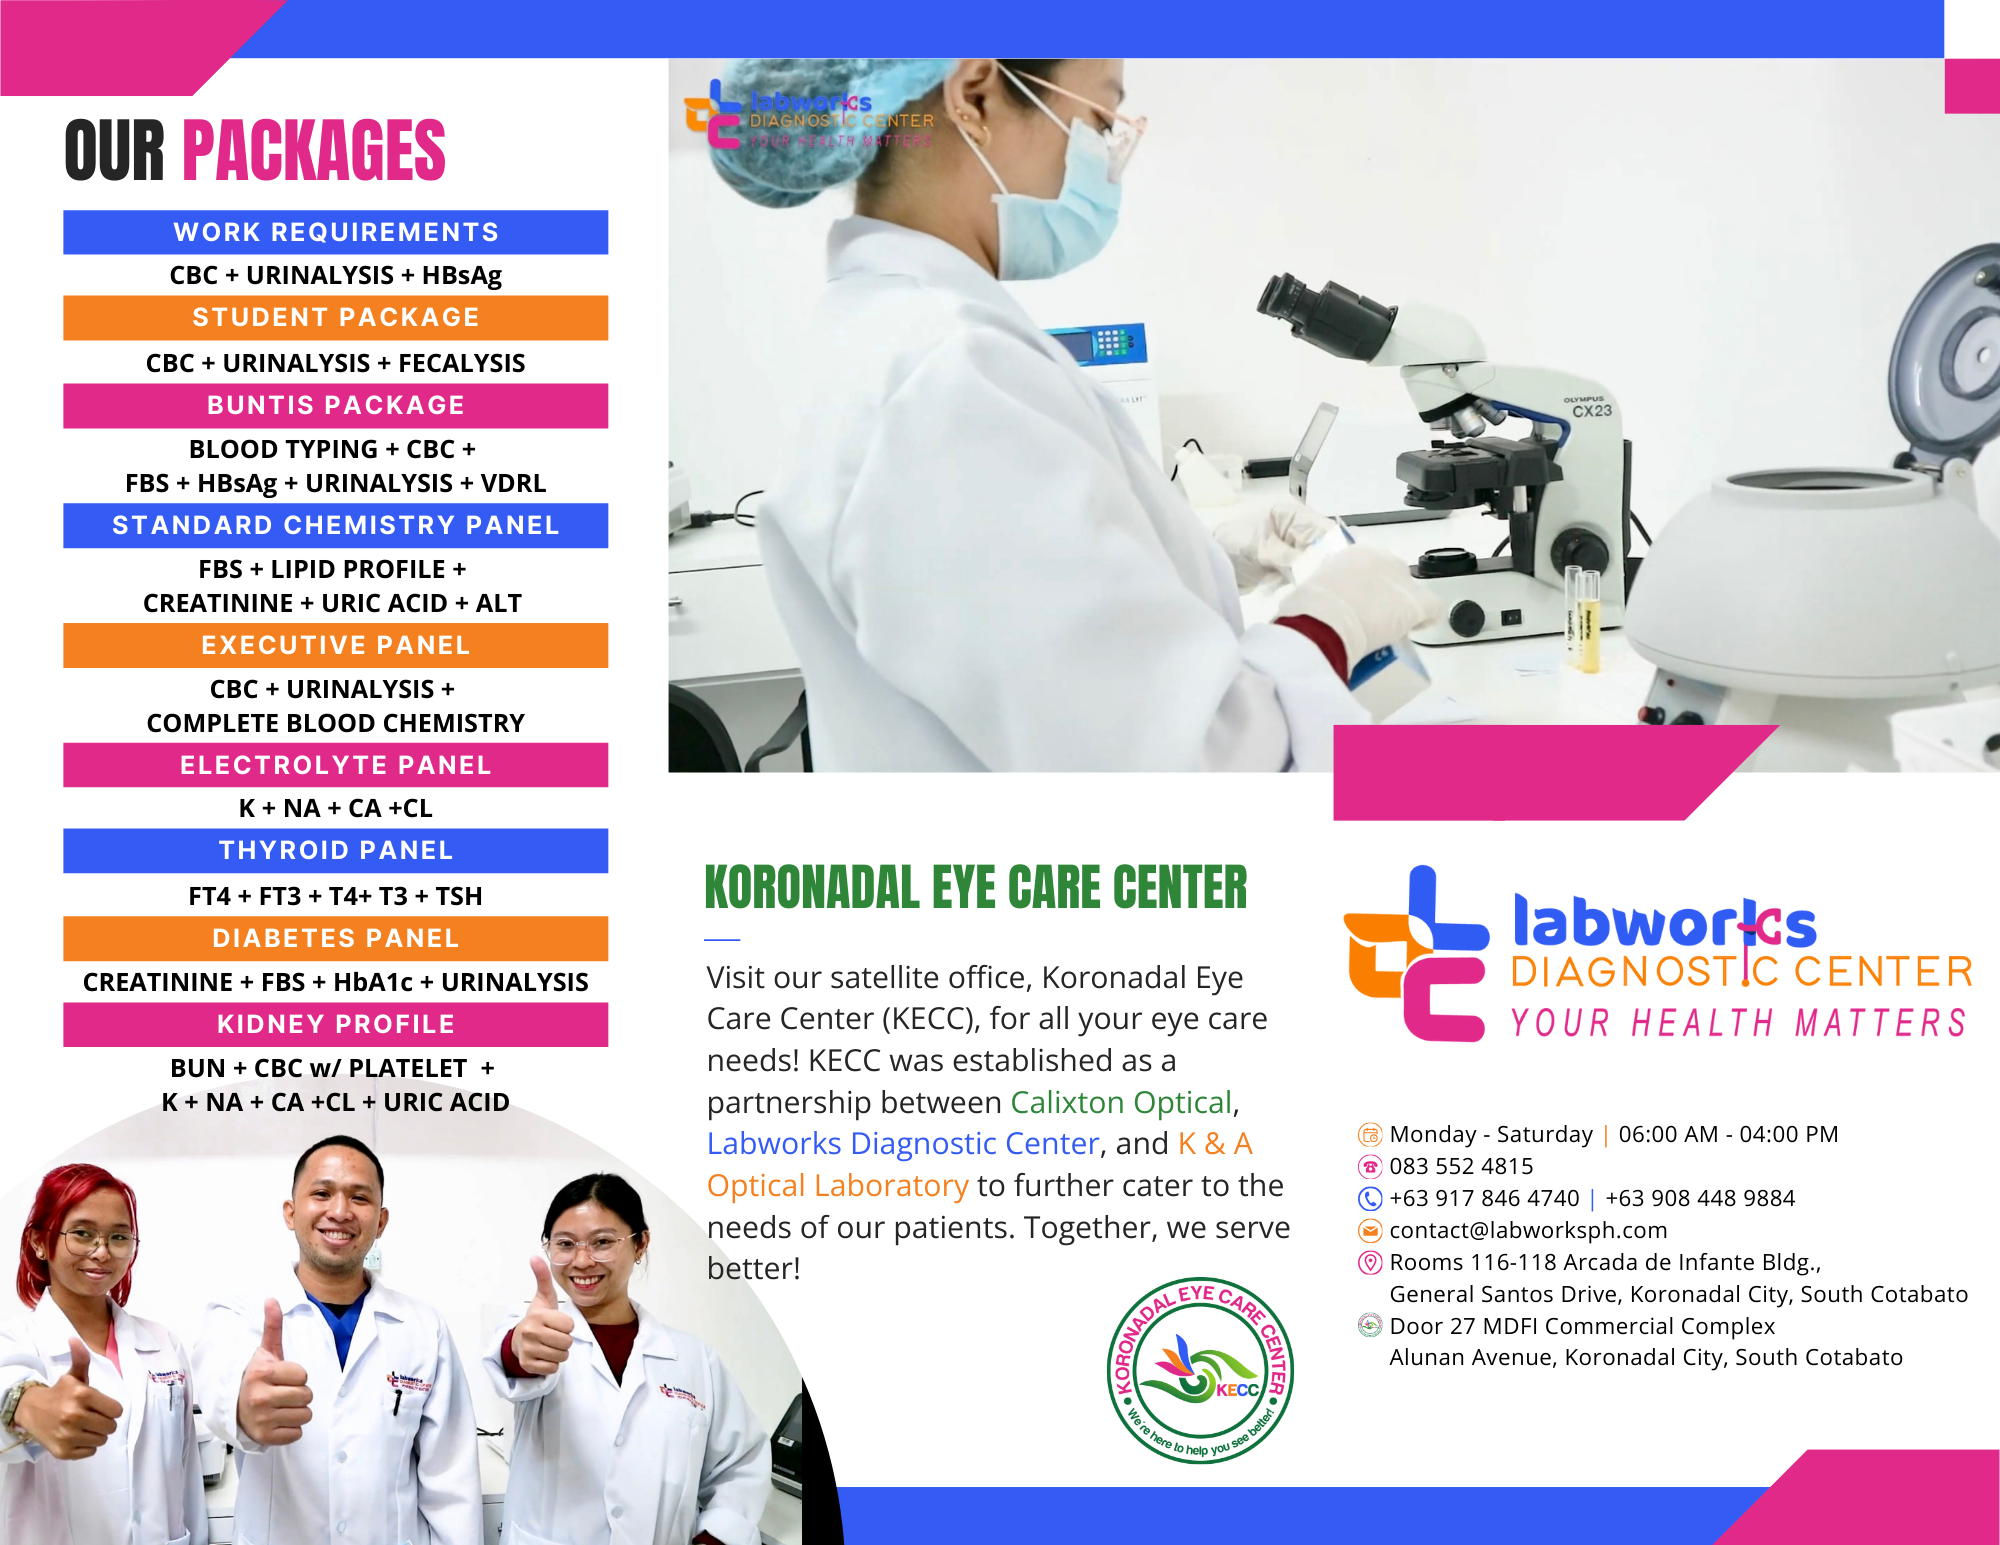 OUR PACKAGES
WORK REQUIREMENTS
CBC + URINALYSIS + HBsAg
STUDENT PACKAGE
CBC + URINALYSIS + FECALYSIS
BUNTIS PACKAGE
BLOOD TYPING + CBC +
FBS + HBsAg + URINALYSIS + VDRL
STANDARD CHEMISTRY PANEL
FBS + LIPID PROFILE +
CREATININE + URIC ACID + ALT
EXECUTIVE PANEL
CBC + URINALYSIS +
COMPLETE BLOOD CHEMISTRY
ELECTROLYTE PANEL
K + NA + CA +CL
THYROID PANEL
FT4 + FT3 + T4+ T3 + TSH
DIABETES PANEL
CREATININE + FBS + HbA1c + URINALYSIS
KIDNEY PROFILE
BUN + CBC w/ PLATELET +
K + NA + CA +CL + URIC ACID
labworks
DIAGNOSTIC CENTER
YOUR HEALTH MATTERS
OLYMPUS
CX23
KORONADAL EYE CARE CENTER
Visit our satellite office, Koronadal Eye
Care Center (KECC), for all your eye care
needs! KECC was established as a
partnership between Calixton Optical,
Labworks Diagnostic Center, and K & A
Optical Laboratory to further cater to the
needs of our patients. Together, we serve
better!
KORONADAL EYE CARE CENTER
KECC
We're here to help you see better!
labworks
DIAGNOSTIC CENTER
YOUR HEALTH MATTERS
Monday - Saturday | 06:00 AM - 04:00 PM
083 552 4815
+63 917 846 4740 | +63 908 448 9884
contact@labworksph.com
Rooms 116-118 Arcada de Infante Bldg.,
General Santos Drive, Koronadal City, South Cotabato
Door 27 MDFI Commercial Complex
Alunan Avenue, Koronadal City, South Cotabato